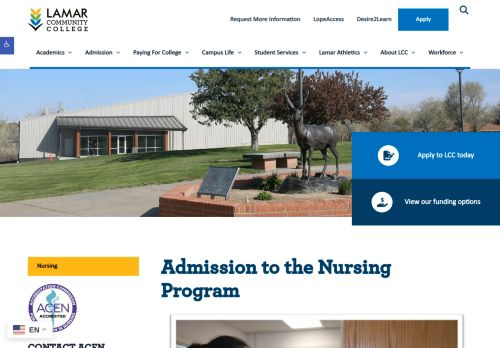 LAMAR
COMMUNITY
COLLEGE
Request More Information LopeAccess Desire2Learn Apply
Academics Admission Paying For College Campus Life Student Services Lamar Athletics About LCC Workforce
Apply to LCC today
View our funding options
Nursing
Admission to the Nursing
Program
ACEN
ACCREDITED
EN
CONTACT ACEN